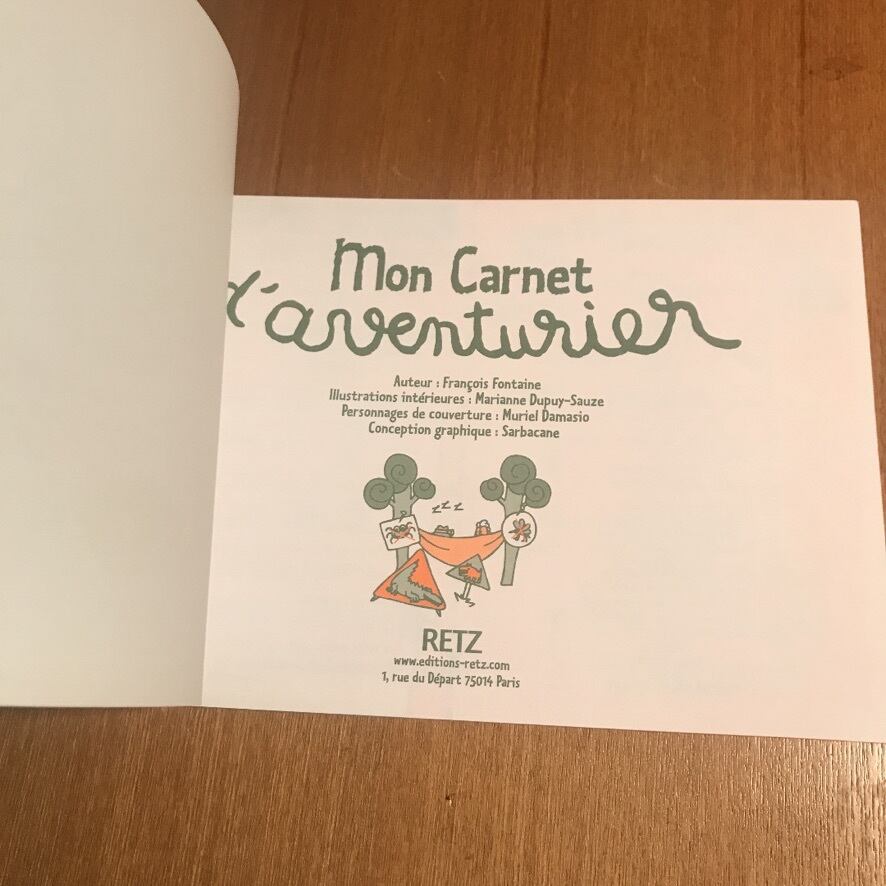 Mon Carnet
d'aventurier
Auteur : François Fontaine
Illustrations intérieures : Marianne Dupuy-Sauze
Personnages de couverture : Muriel Damasio
Conception graphique : Sarbacane
zzz
RETZ
www.editions-retz.com
1, rue du Départ 75014 Paris